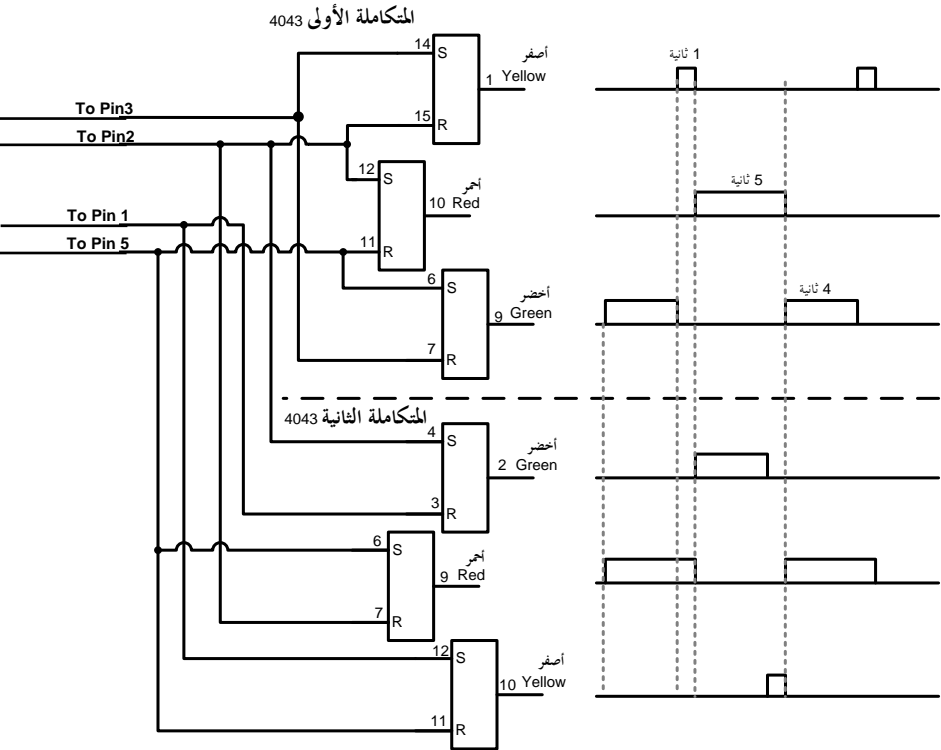 المتكاملة الأولى 4043
To Pin3
To Pin2
To Pin 1
To Pin 5
14 S
15 R
1 Yellow
أصفر
12 S
11 R
10 Red
أحمر
6 S
7 R
9 Green
أخضر
المتكاملة الثانية 4043
4 S
3 R
2 Green
أخضر
6 S
7 R
9 Red
أحمر
12 S
11 R
10 Yellow
أصفر
1 ثانية
5 ثانية
4 ثانية